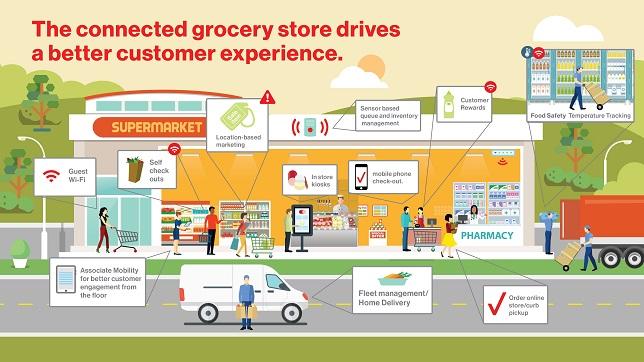 The connected grocery store drives
a better customer experience.
Food Safety Temperature Tracking
SUPERMARKET
Location-based
marketing
Sensor based
queue and inventory
management
Customer
Rewards
Guest
Wi-Fi
Self
check
outs
In store
kiosks
mobile phone
check-out.
PHARMACY
Associate Mobility
for better customer
engagement from
the floor
Fleet management/
Home Delivery
Order online
store/curb
pickup